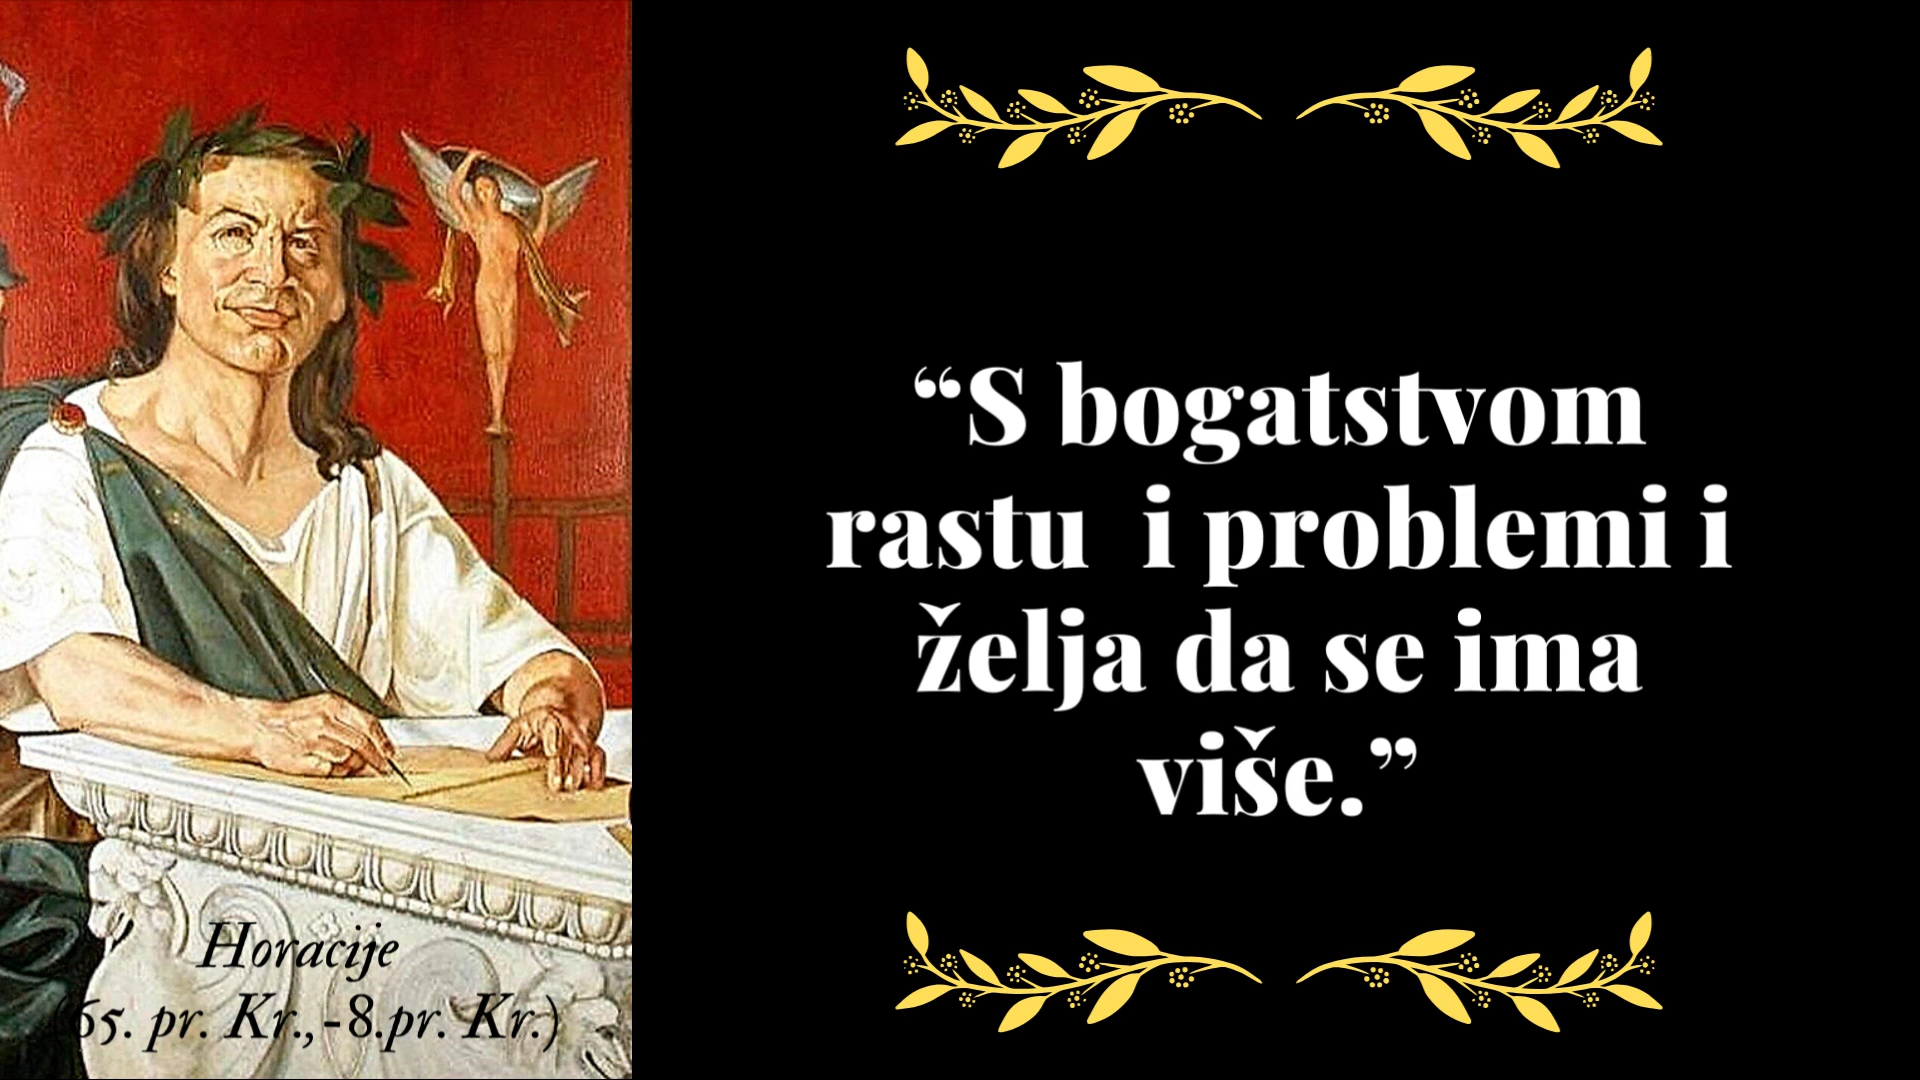 “S bogatstvom
rastu  i problemi i
želja da se ima
više.”
Horacije
(65. pr. Kr.,-8.pr. Kr.)